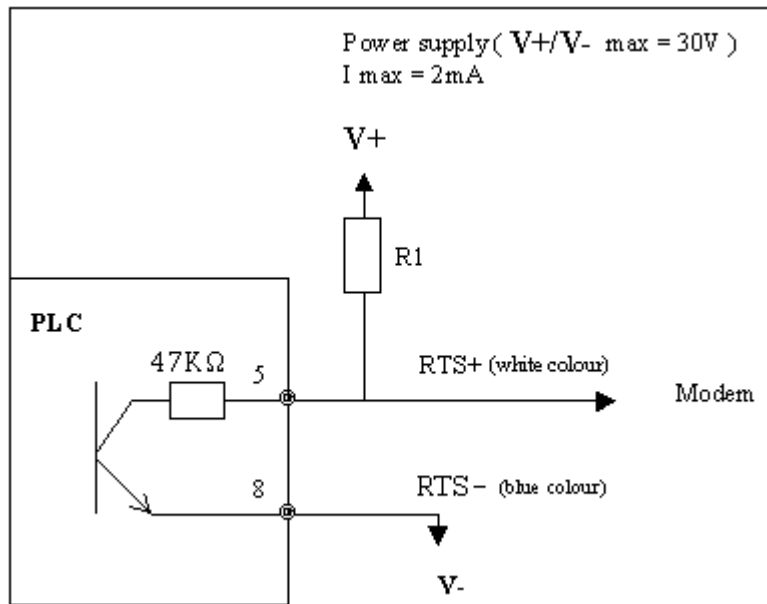 Power supply ( V+/V- max = 30V )
I max = 2mA
V+
R1
PLC
47KΩ
5
RTS+ (white colour)
Modem
8
RTS− (blue colour)
V-